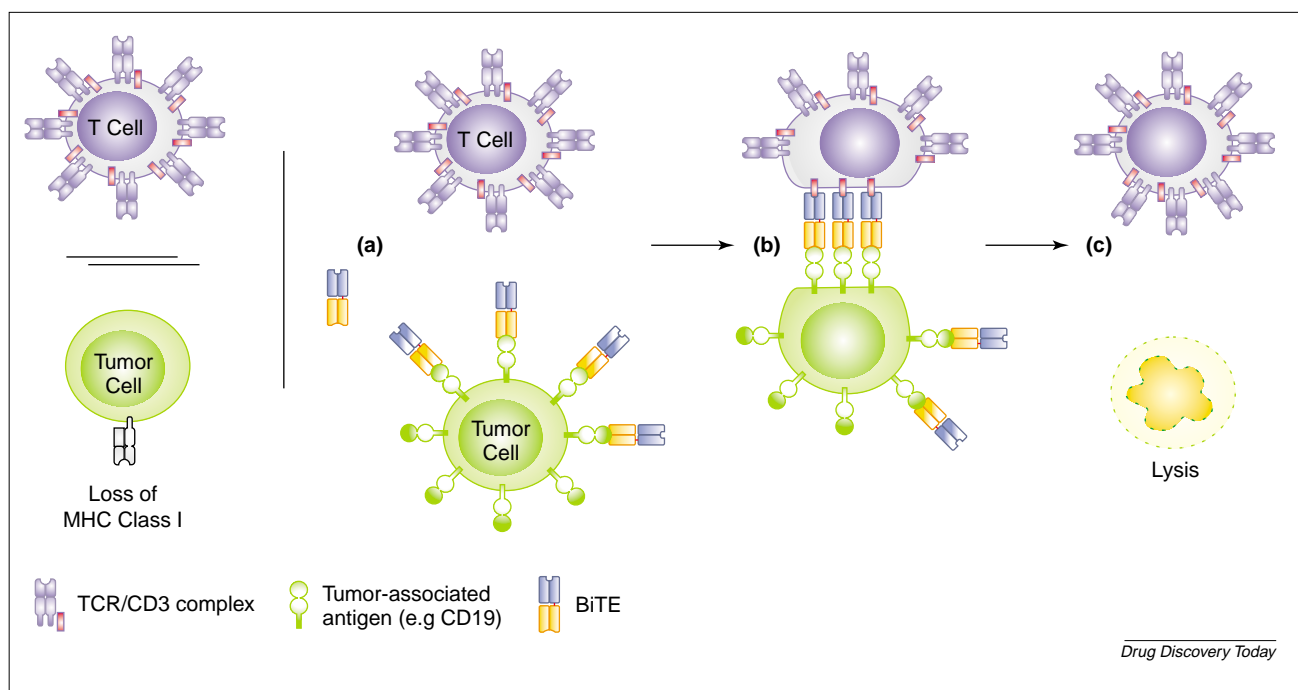 T Cell
Tumor
Cell
Loss of
MHC Class I
(a)
T Cell
Tumor
Cell
(b)
(c)
Lysis
TCR/CD3 complex
Tumor-associated
antigen (e.g CD19)
BiTE
Drug Discovery Today